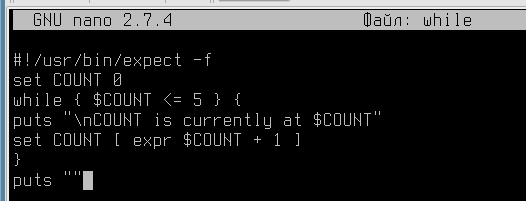 GNU nano 2.7.4 Файл: while
#!/usr/bin/expect -f
set COUNT 0
while { $COUNT <= 5 } {
puts "\nCOUNT is currently at $COUNT"
set COUNT [ expr $COUNT + 1 ]
}
puts ""